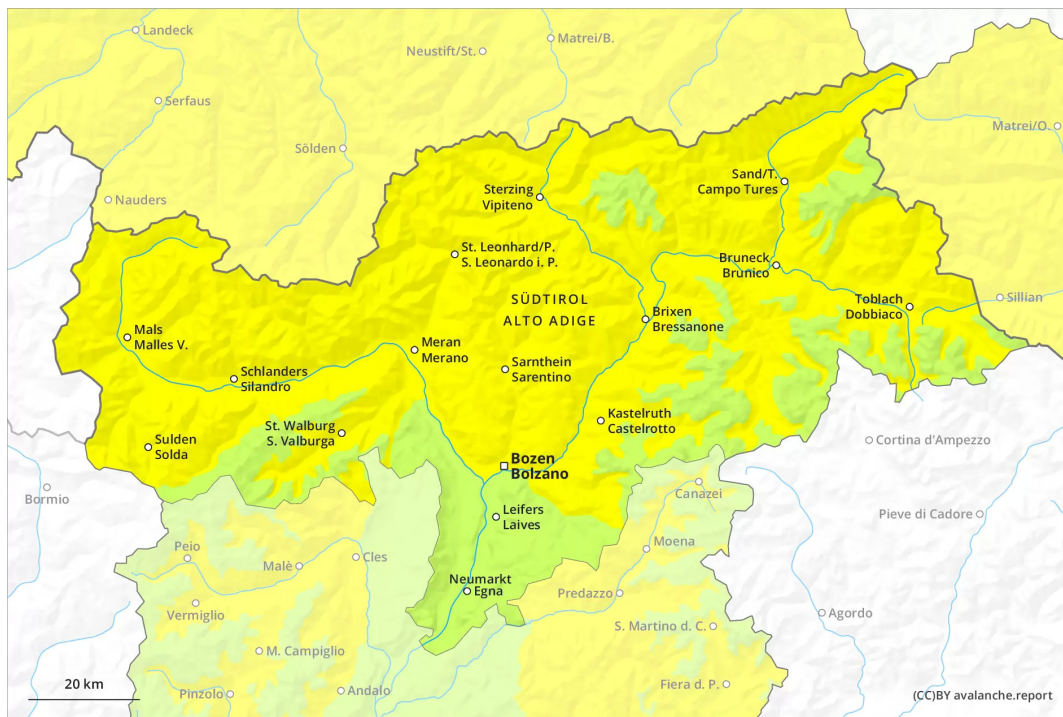 Landeck
Matrei/B.
Neustift/St.
Serfaus
Matrei/O.
Sölden
Sand/T.
Campo Tures
Sterzing
Vipiteno
Nauders
St. Leonhard/P.
S. Leonardo i. P.
Bruneck
Brunico
SÜDTIROL
ALTO ADIGE
Toblach
Dobbiaco
Sillian
Brixen
Bressanone
Mals
Malles V.
Meran
Merano
Sarnthein
Sarentino
Schlanders
Silandro
Kastelruth
Castelrotto
St. Walburg
S. Valburga
Sulden
Solda
Cortina d'Ampezzo
Bozen
Bolzano
Bormio
Canazei
Leifers
Laives
Pieve di Cadore
Moena
Peio
Cles
Malè
Neumarkt
Egna
Predazzo
Vermiglio
Agordo
S. Martino d. C.
M. Campiglio
20 km
Pinzolo
Andalo
Fiera d. P.
(CC)BY avalanche.report